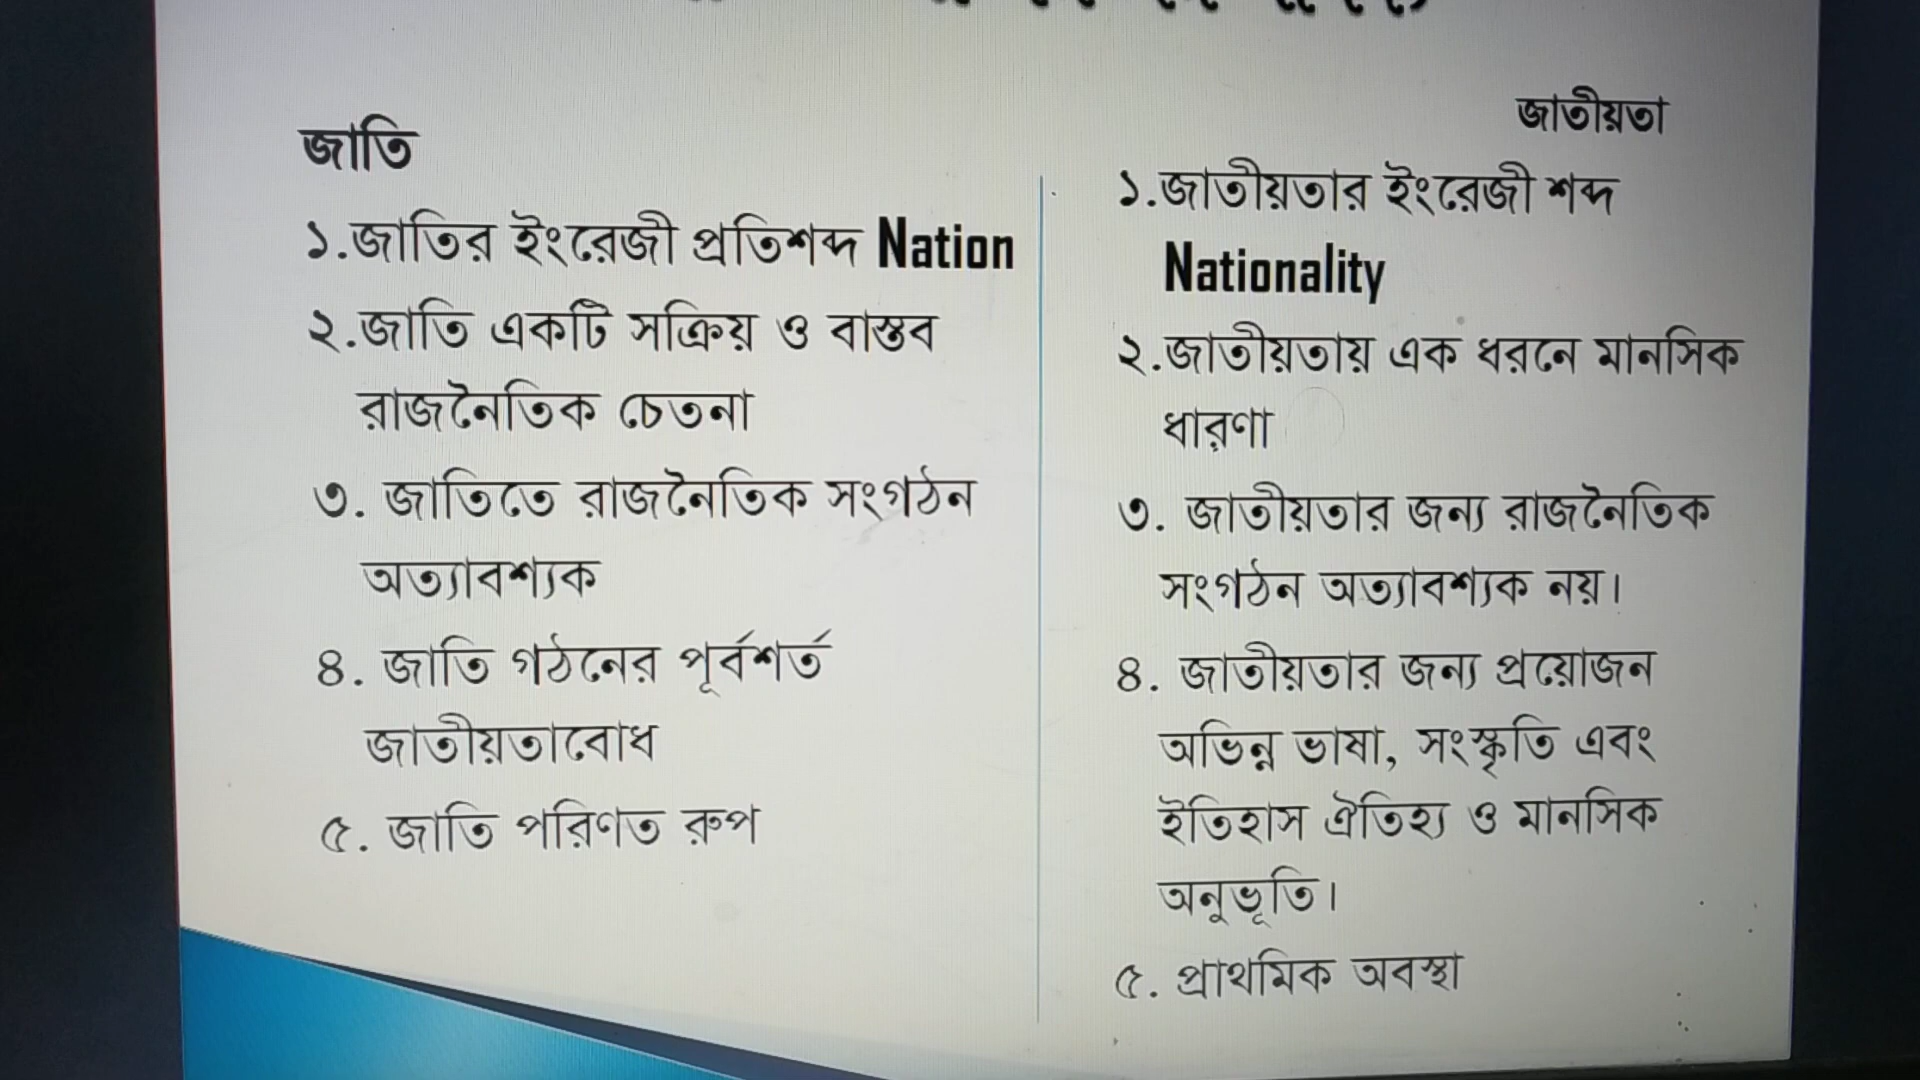 জাতি
১.জাতির ইংরেজী প্রতিশব্দ Nation
২.জাতি একটি সক্রিয় ও বাস্তব
রাজনৈতিক চেতনা
৩. জাতিতে রাজনৈতিক সংগঠন
অত্যাবশ্যক
৪. জাতি গঠনের পূর্বশর্ত
জাতীয়তাবোধ
৫. জাতি পরিণত রুপ
জাতীয়তা
১.জাতীয়তার ইংরেজী শব্দ
Nationality
২.জাতীয়তায় এক ধরনে মানসিক
ধারণা
৩. জাতীয়তার জন্য রাজনৈতিক
সংগঠন অত্যাবশ্যক নয়।
৪. জাতীয়তার জন্য প্রয়োজন
অভিন্ন ভাষা, সংস্কৃতি এবং
ইতিহাস ঐতিহ্য ও মানসিক
অনুভূতি।
৫. প্রাথমিক অবস্থা